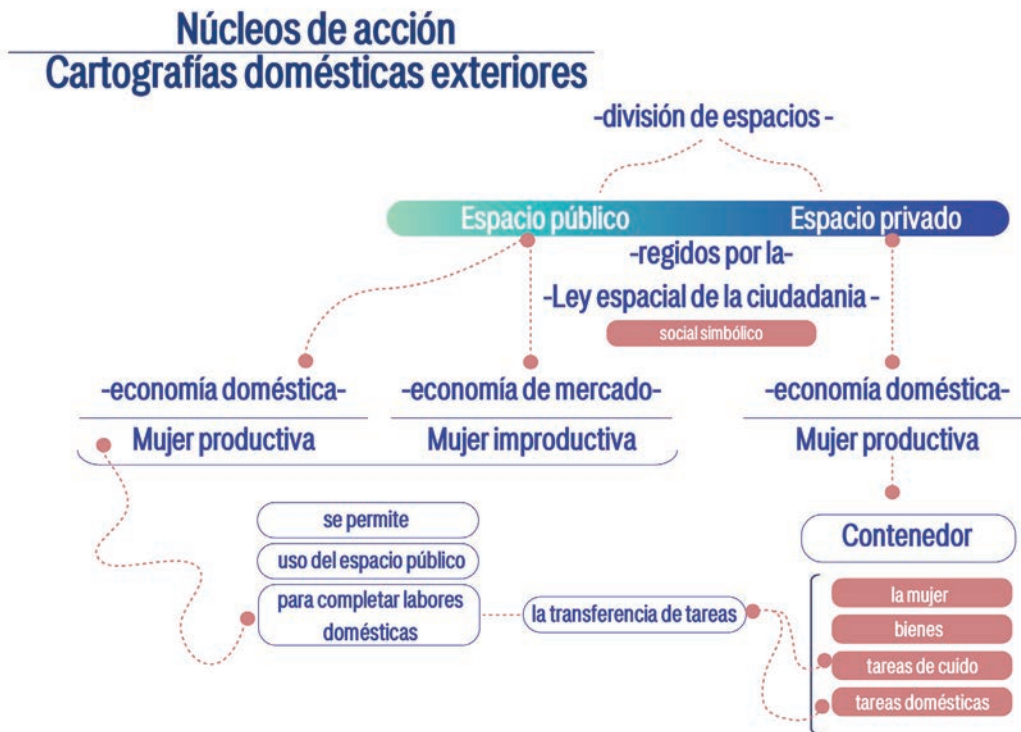 Núcleos de acción
Cartografías domésticas exteriores
-división de espacios -
Espacio público
Espacio privado
-regidos por la-
-Ley espacial de la ciudadania -
social simbólico
-economía doméstica-
Mujer productiva
-economía de mercado-
Mujer improductiva
-economía doméstica-
Mujer productiva
se permite
uso del espacio público
para completar labores
domésticas
la transferencia de tareas
Contenedor
la mujer
bienes
tareas de cuido
tareas domésticas